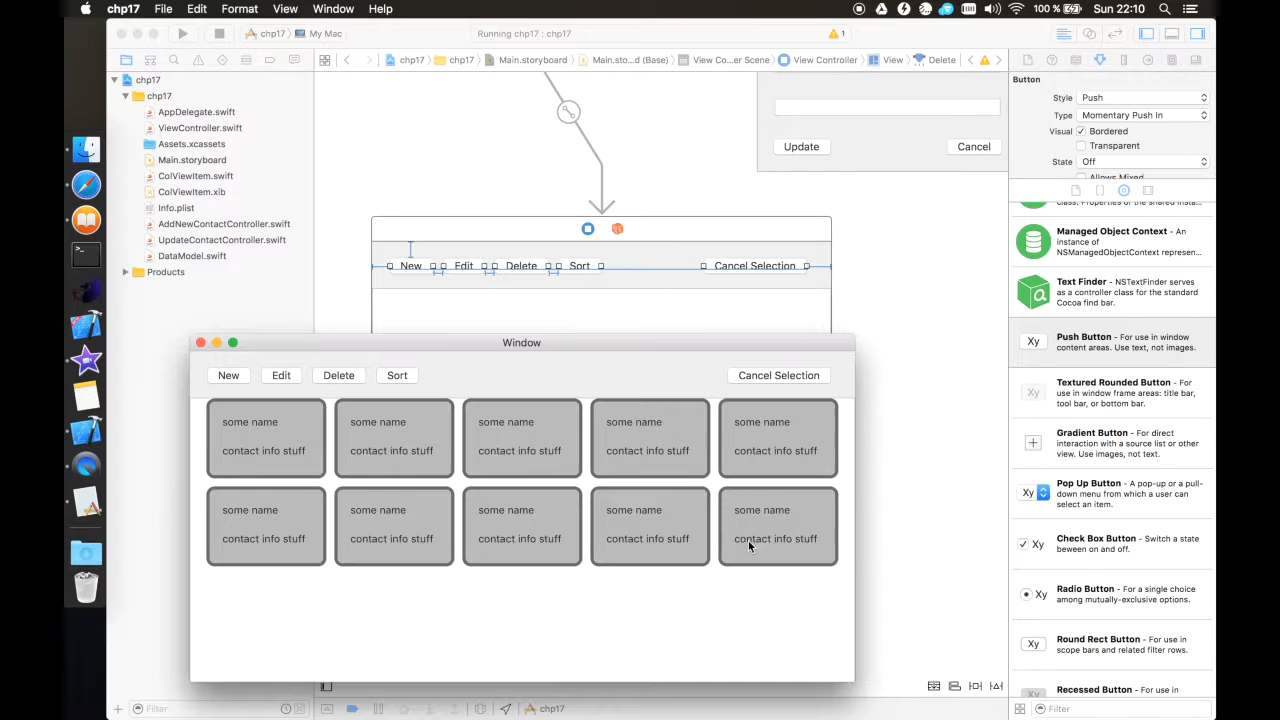 chp17 File Edit Format View Window Help 100 % Sun 22:10
chp17 My Mac Running chp17 : chp17 1
chp17 chp17 Main.storyboard Main.sto...d (Base) View Co...er Scene View Controller View Delete
chp17
chp17
AppDelegate.swift
ViewController.swift
Assets.xcassets
Main.storyboard
ColViewItem.swift
ColViewItem.xib
Info.plist
AddNewContactController.swift
UpdateContactController.swift
DataModel.swift
Products
Filter
Update Cancel
New Edit Delete Sort Cancel Selection
Window
New Edit Delete Sort Cancel Selection
some name some name some name some name some name
contact info stuff contact info stuff contact info stuff contact info stuff contact info stuff
some name some name some name some name some name
contact info stuff contact info stuff contact info stuff contact info stuff contact info stuff
chp17
Button
Style Push
Type Momentary Push In
Visual Bordered
Transparent
State Off
Allows Mixed
Managed Object Context - An
instance of
NSManagedObjectContext represen...
Text Finder - NSTextFinder serves
as a controller class for the standard
Cocoa find bar.
Xy Push Button - For use in window
content areas. Use text, not images.
Xy Textured Rounded Button - For
use in window frame areas: title bar,
tool bar, or bottom bar.
Gradient Button - For direct
interaction with a source list or other
view. Use images, not text.
Xy Pop Up Button - A pop-up or a pull-
down menu from which a user can
select an item.
Xy Check Box Button - Switch a state
beween on and off.
Xy Radio Button - For a single choice
among mutually-exclusive options.
Xy Round Rect Button - For use in
scope bars and related filter rows.
Xy Recessed Button - For use in
Filter